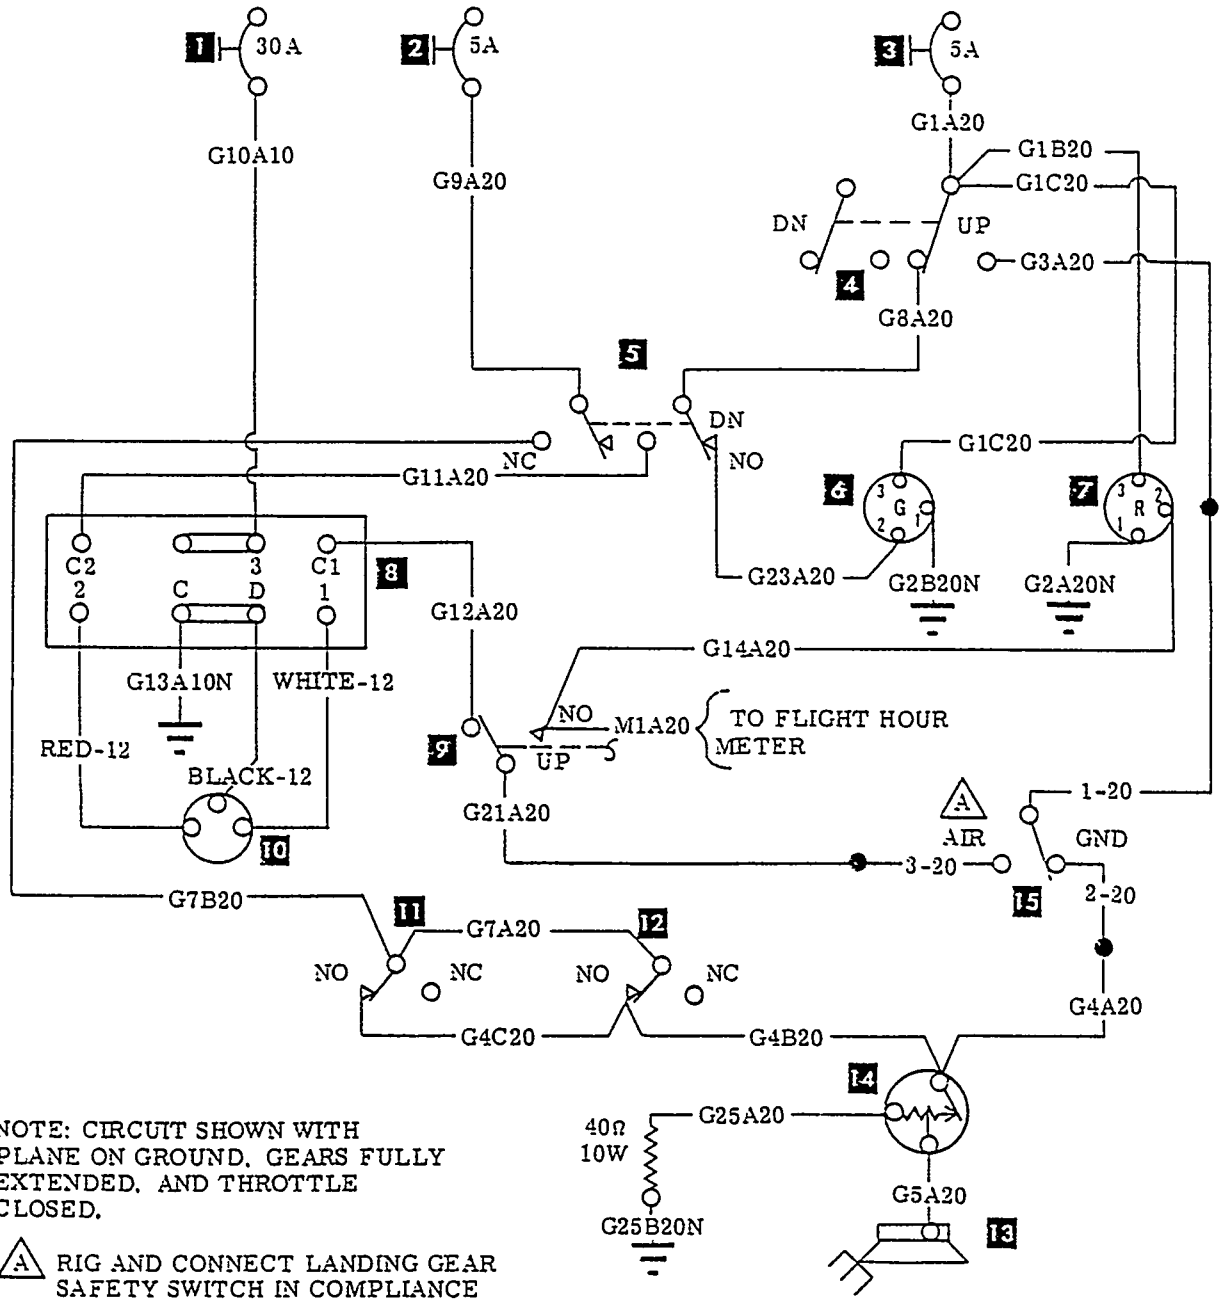 1 30A
2 5A
3 5A
G1A20
G1B20
G10A10
G9A20
G1C20
DN UP
G3A20
4
G8A20
5
DN
NC NO
G1C20
G11A20
6
3 G 1 2
7
3 2 R 1
C2 3 C1
8
2 C D 1
G23A20
G2B20N G2A20N
G12A20
G14A20
G13A10N WHITE-12
NO M1A20 TO FLIGHT HOUR
METER
9
UP
RED-12
BLACK-12
1-20
A
G21A20
AIR GND
10
3-20
15
2-20
G7B20
11
G7A20
12
NO NC NO NC
G4A20
G4C20 G4B20
14
G25A20
NOTE: CIRCUIT SHOWN WITH
PLANE ON GROUND, GEARS FULLY
EXTENDED, AND THROTTLE
CLOSED.
40Ω
10W
G5A20
G25B20N
13
A RIG AND CONNECT LANDING GEAR
SAFETY SWITCH IN COMPLIANCE